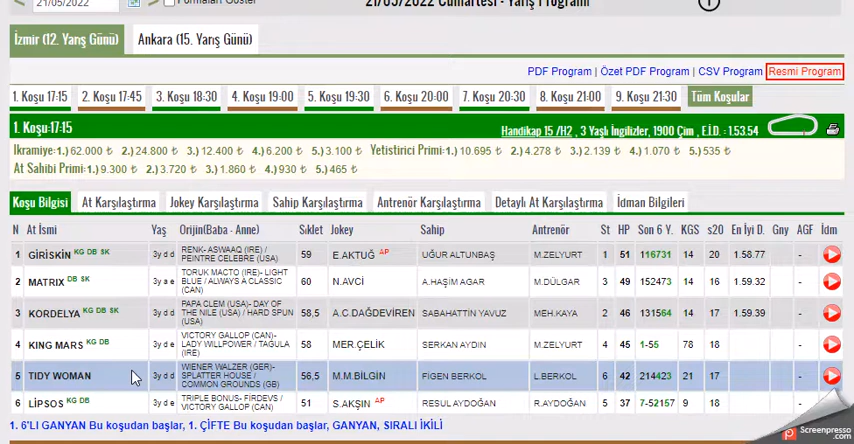 21/05/2022
Formaları Göster
21/05/2022 Cumartesi - Yarış Programı
İzmir (12. Yarış Günü) Ankara (15. Yarış Günü)
PDF Program | Özet PDF Program | CSV Program Resmi Program
1. Koşu 17:15 2. Koşu 17:45 3. Koşu 18:30 4. Koşu 19:00 5. Koşu 19:30 6. Koşu 20:00 7. Koşu 20:30 8. Koşu 21:00 9. Koşu 21:30 Tüm Koşular
1. Koşu:17:15 Handikap 15 /H2 , 3 Yaşlı İngilizler, 1900 Çim , E.İ.D. : 1.53.54
İkramiye: 1.) 62.000 ₺ 2.) 24.800 ₺ 3.) 12.400 ₺ 4.) 6.200 ₺ 5.) 3.100 ₺ Yetistirici Primi: 1.) 10.695 ₺ 2.) 4.278 ₺ 3.) 2.139 ₺ 4.) 1.070 ₺ 5.) 535 ₺
At Sahibi Primi: 1.) 9.300 ₺ 2.) 3.720 ₺ 3.) 1.860 ₺ 4.) 930 ₺ 5.) 465 ₺
Koşu Bilgisi At Karşılaştırma Jokey Karşılaştırma Sahip Karşılaştırma Antrenör Karşılaştırma Detaylı At Karşılaştırma İdman Bilgileri
N At İsmi Yaş Orijin(Baba - Anne) Sıklet Jokey Sahip Antrenör St HP Son 6 Y. KGS s20 En İyi D. Gny AGF İdm
1 GİRİSKİN KG DB SK 3y d d RENK- ASWAAQ (IRE) / PEINTRE CELEBRE (USA) 59 E.AKTUĞ AP UĞUR ALTUNBAŞ M.ZELYURT 1 51 116731 14 20 1.58.77 -
2 MATRIX DB SK 3y a e TORUK MACTO (IRE)- LIGHT BLUE / ALWAYS A CLASSIC (CAN) 60 N.AVCİ A.HAŞİM AGAR M.DÜLGAR 3 49 152473 14 16 1.59.32 -
3 KORDELYA KG DB SK 3y d d PAPA CLEM (USA)- DAY OF THE NILE (USA) / HARD SPUN (USA) 58,5 A.C.DAĞDEVİREN SABAHATTİN YAVUZ MEH.KAYA 2 46 131564 14 17 1.59.39 -
4 KING MARS KG DB 3y d e VICTORY GALLOP (CAN)- LADY WILLPOWER / TAGULA (IRE) 58 MER.ÇELİK SERKAN AYDIN M.ZELYURT 4 45 1-55 78 18 -
5 TIDY WOMAN 3y d d WIENER WALZER (GER)- SPLATTER HOUSE / COMMON GROUNDS (GB) 56,5 M.M.BİLGİN FİGEN BERKOL L.BERKOL 6 42 214423 21 17 -
6 LİPSOS KG DB 3y d e TRIPLE BONUS- FIRDEVS / VICTORY GALLOP (CAN) 51 S.AKŞIN AP RESUL AYDOĞAN R.AYDOĞAN 5 37 7-52157 9 18 -
1. 6'LI GANYAN Bu koşudan başlar, 1. ÇİFTE Bu koşudan başlar, GANYAN, SIRALI İKİLİ
Screenpresso
.com